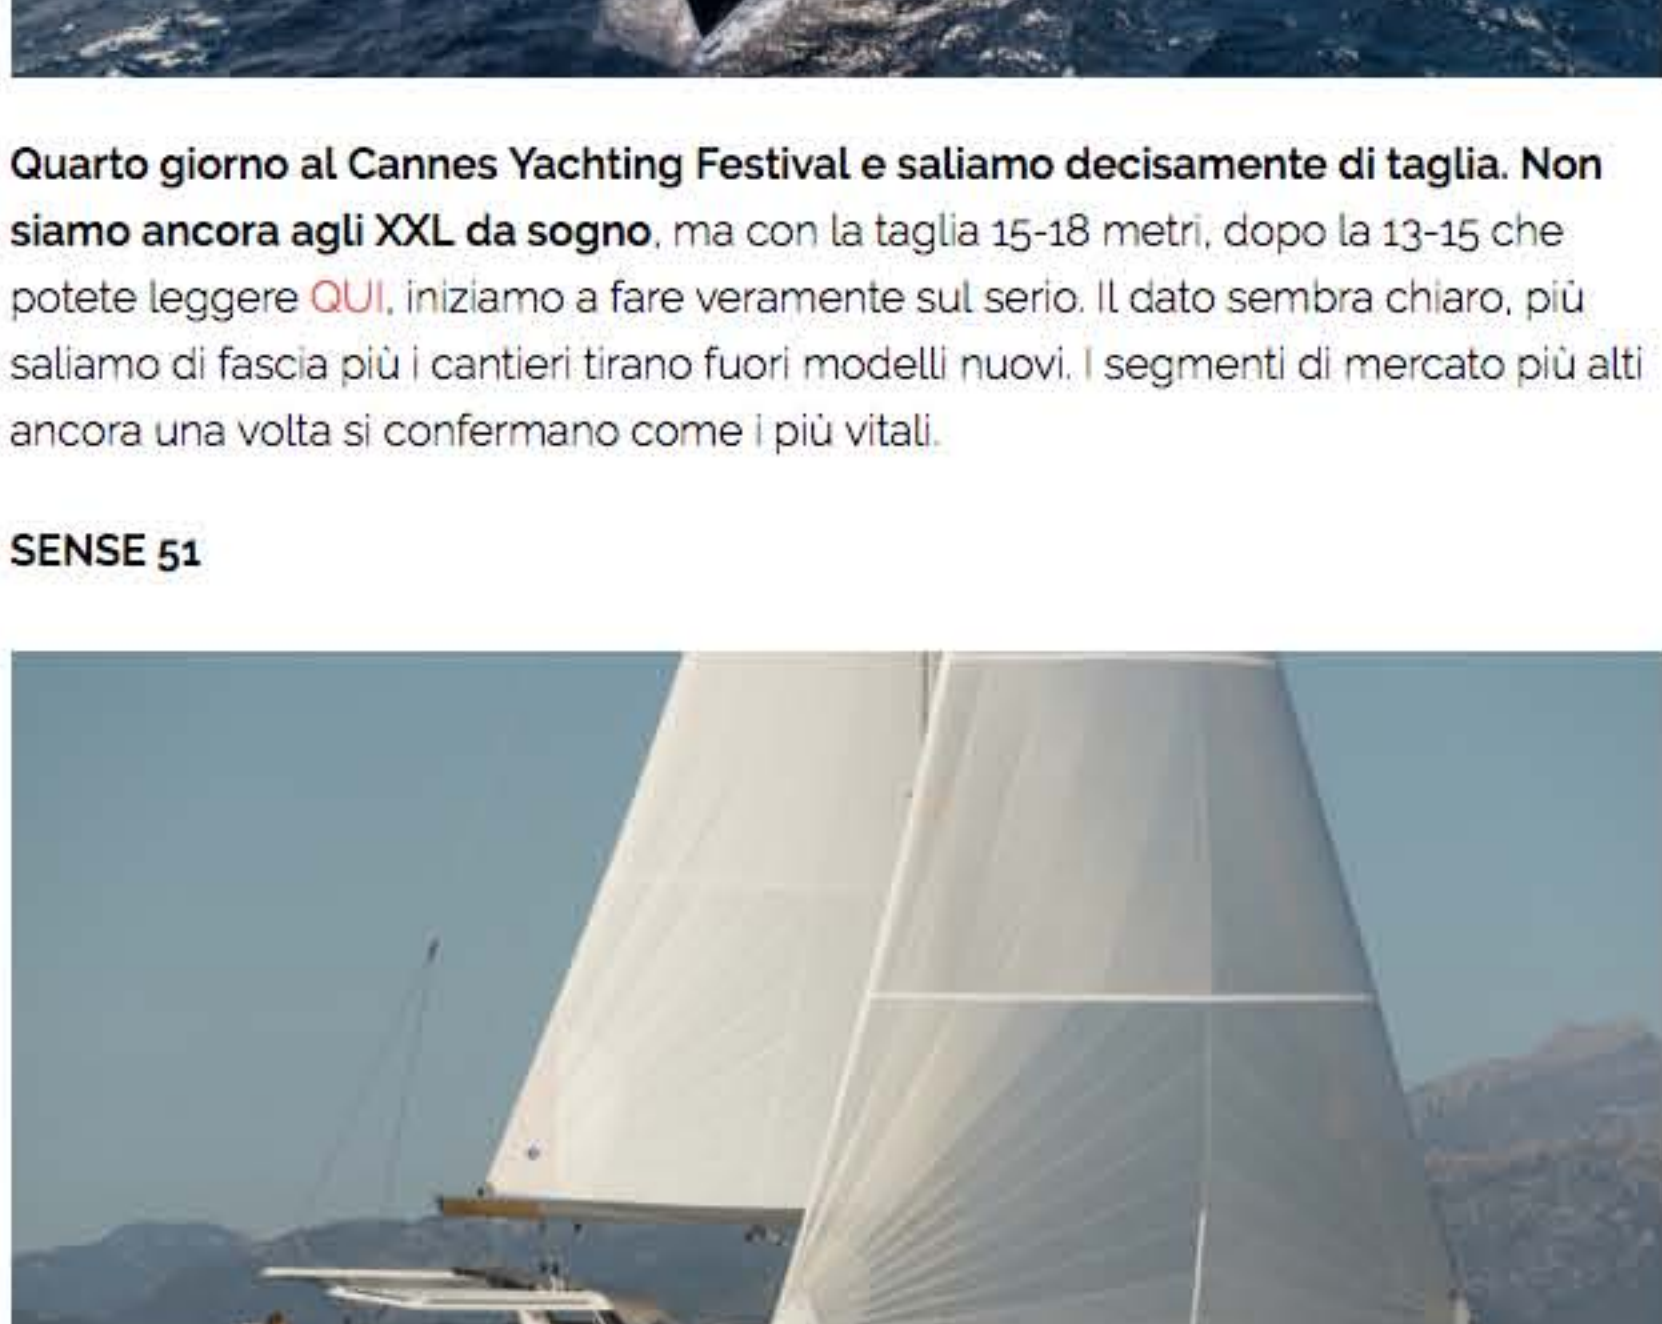 Quarto giorno al Cannes Yachting Festival e saliamo decisamente di taglia. Non
siamo ancora agli XXL da sogno, ma con la taglia 15-18 metri, dopo la 13-15 che
potete leggere QUI, iniziamo a fare veramente sul serio. Il dato sembra chiaro, più
saliamo di fascia più i cantieri tirano fuori modelli nuovi. I segmenti di mercato più alti
ancora una volta si confermano come i più vitali.
SENSE 51